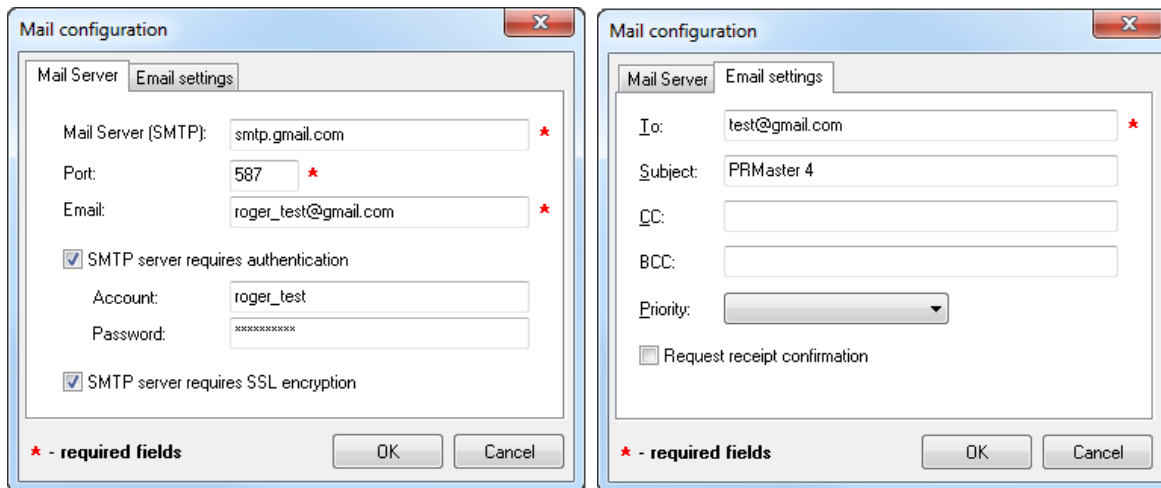 Mail configuration
Mail Server Email settings
Mail Server (SMTP): smtp.gmail.com *
Port: 587 *
Email: roger_test@gmail.com *
SMTP server requires authentication
Account: roger_test
Password: **********
SMTP server requires SSL encryption
* - required fields OK Cancel
Mail configuration
Mail Server Email settings
To: test@gmail.com *
Subject: PRMaster 4
CC:
BCC:
Priority:
Request receipt confirmation
* - required fields OK Cancel